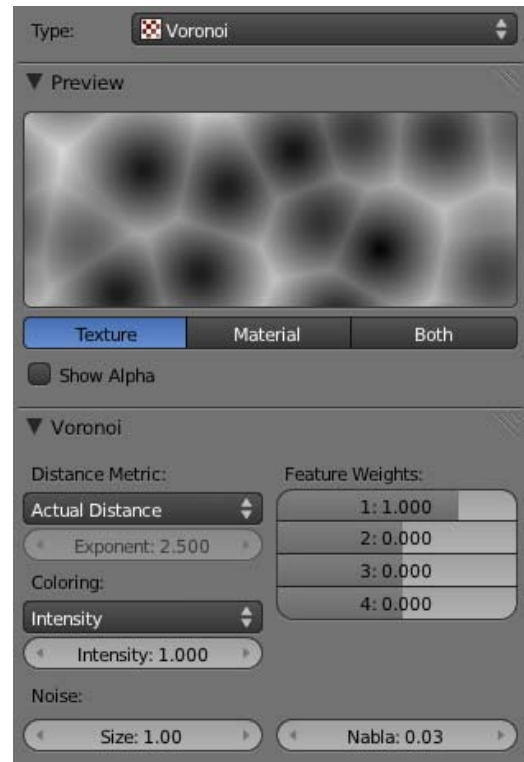 Type: Voronoi
Preview
Texture Material Both
Show Alpha
Voronoi
Distance Metric: Feature Weights:
Actual Distance 1: 1.000
Exponent: 2.500 2: 0.000
Coloring: 3: 0.000
Intensity 4: 0.000
Intensity: 1.000
Noise:
Size: 1.00 Nabla: 0.03